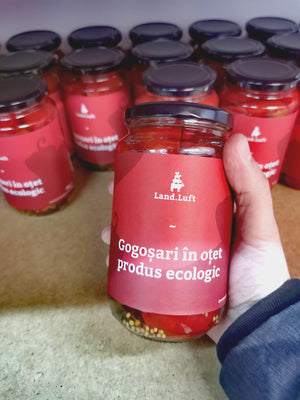 Land.Luft
~
Gogoșari în oțet
produs ecologic